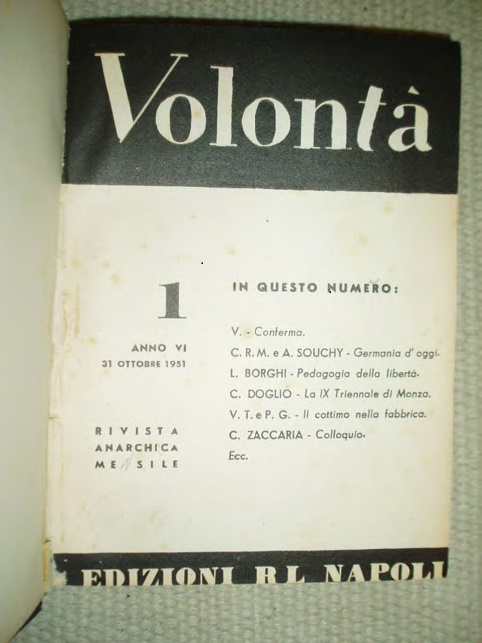 Volontà
1
ANNO VI
31 OTTOBRE 1951
RIVISTA
ANARCHICA
MENSILE
IN QUESTO NUMERO:
V. - Conferma.
C. R. M. e A. SOUCHY - Germania d' oggi.
L. BORGHI - Pedagogia della libertà.
C. DOGLIO - La IX Triennale di Monza.
V. T. e P. G. - Il cottimo nella fabbrica.
C. ZACCARIA - Colloquio.
Ecc.
EDIZIONI RL NAPOLI